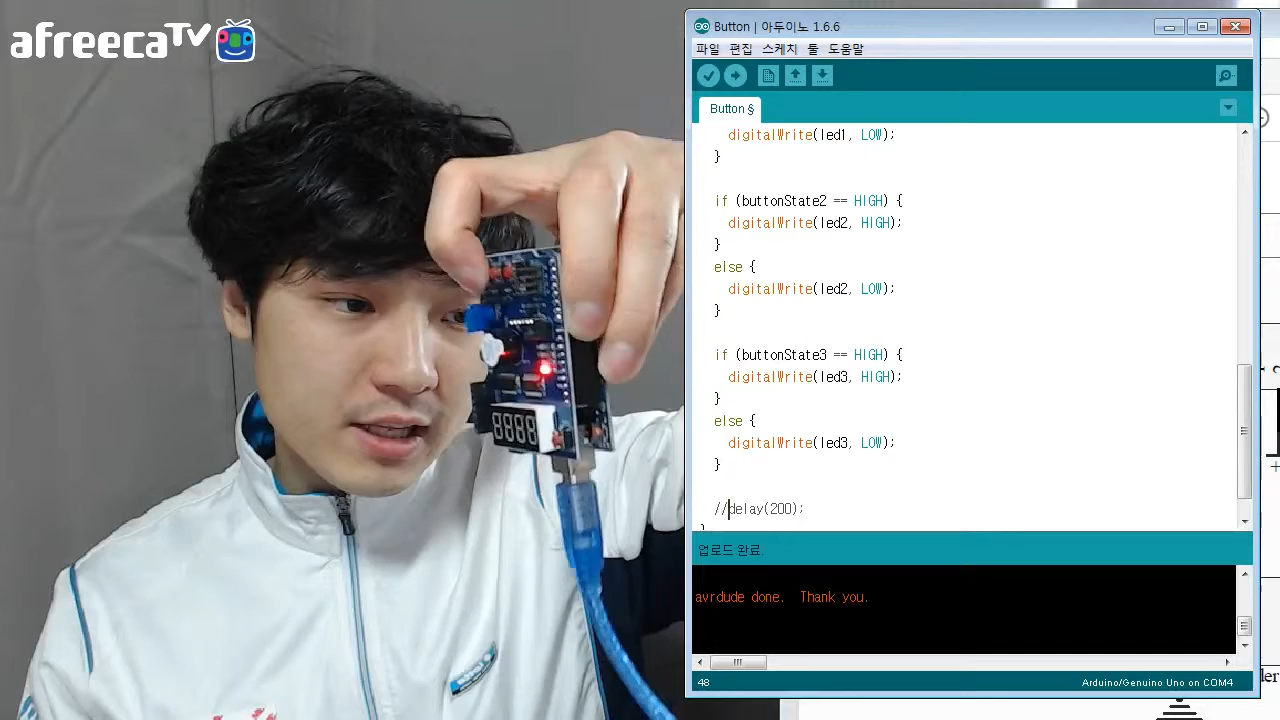 afreecaTV
Button | 아두이노 1.6.6
파일 편집 스케치 툴 도움말
Button §
digitalWrite(led1, LOW);
}
if (buttonState2 == HIGH) {
digitalWrite(led2, HIGH);
}
else {
digitalWrite(led2, LOW);
}
if (buttonState3 == HIGH) {
digitalWrite(led3, HIGH);
}
else {
digitalWrite(led3, LOW);
}
//delay(200);
}
업로드 완료.
avrdude done.  Thank you.
48
Arduino/Genuino Uno on COM4